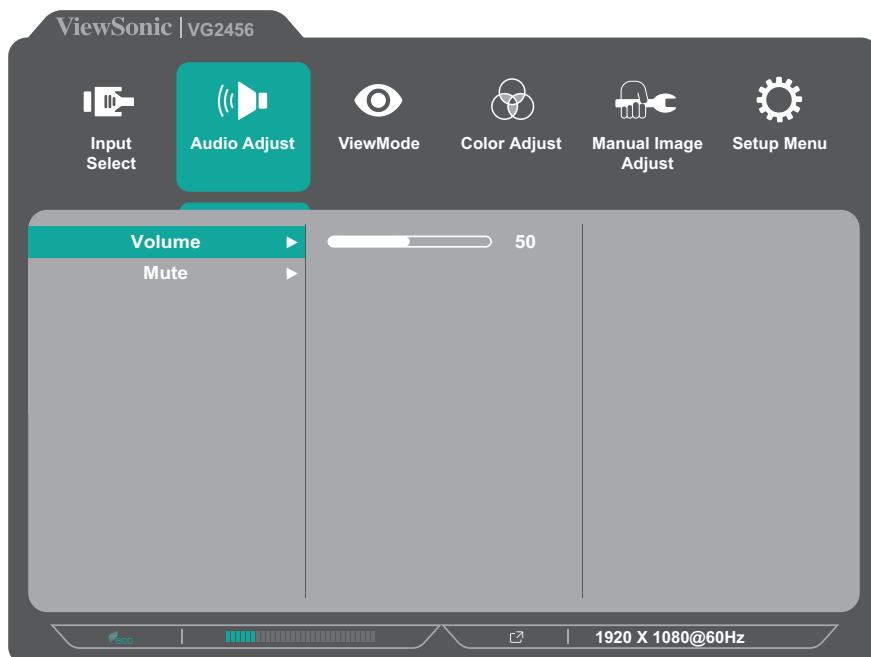 ViewSonic | VG2456
Input
Select
Audio Adjust
ViewMode
Color Adjust
Manual Image
Adjust
Setup Menu
Volume 50
Mute
eco
1920 X 1080@60Hz